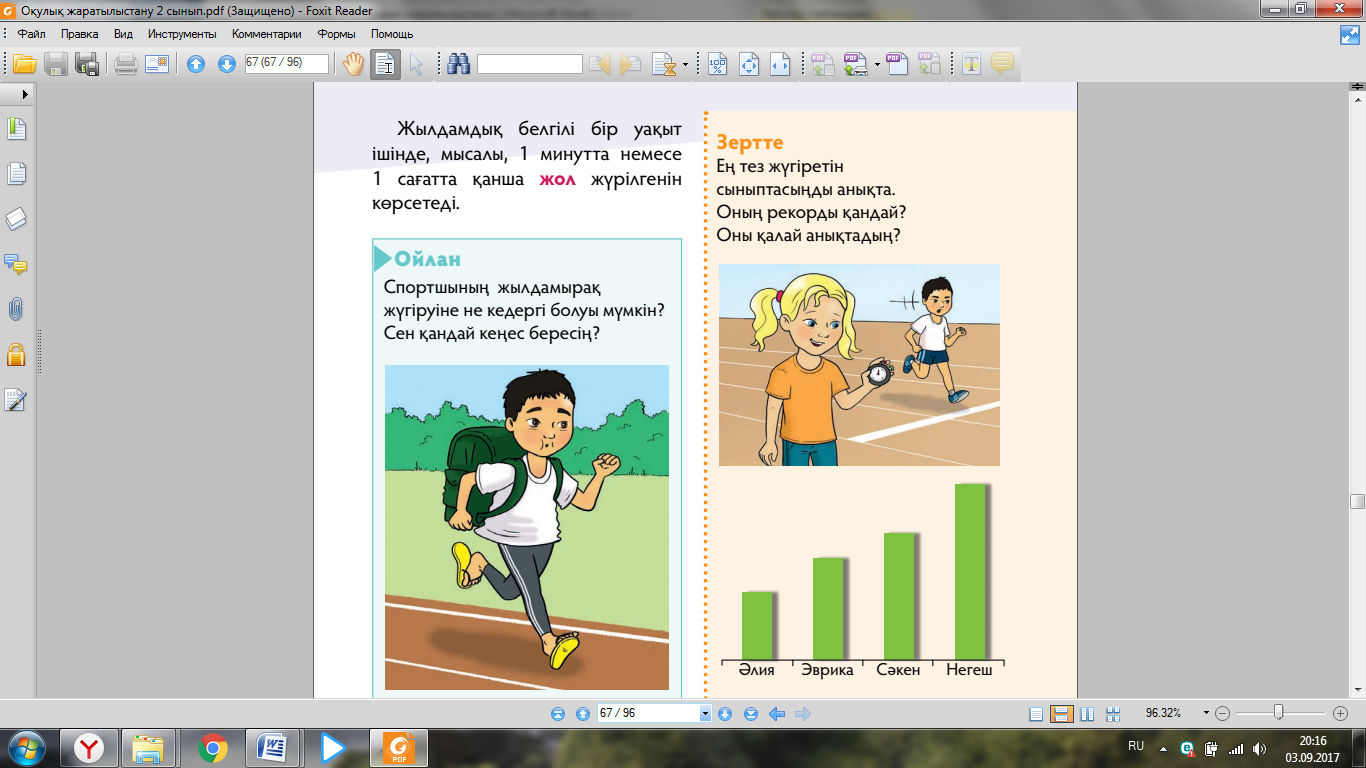 Оқулық жаратылыстану 2 сынып.pdf (Защищено) - Foxit Reader
Файл Правка Вид Инструменты Комментарии Формы Помощь
67 (67 / 96)
Жылдамдық белгілі бір уақыт
ішінде, мысалы, 1 минутта немесе
1 сағатта қанша жол жүрілгенін
көрсетеді.
Ойлан
Спортшының жылдамырақ
жүгіруіне не кедергі болуы мүмкін?
Сен қандай кеңес бересің?
Зертте
Ең тез жүгіретін
сыныптасыңды анықта.
Оның рекорды қандай?
Оны қалай анықтадың?
Әлия Эврика Сәкен Негеш
67 / 96
96.32%
RU
20:16
03.09.2017